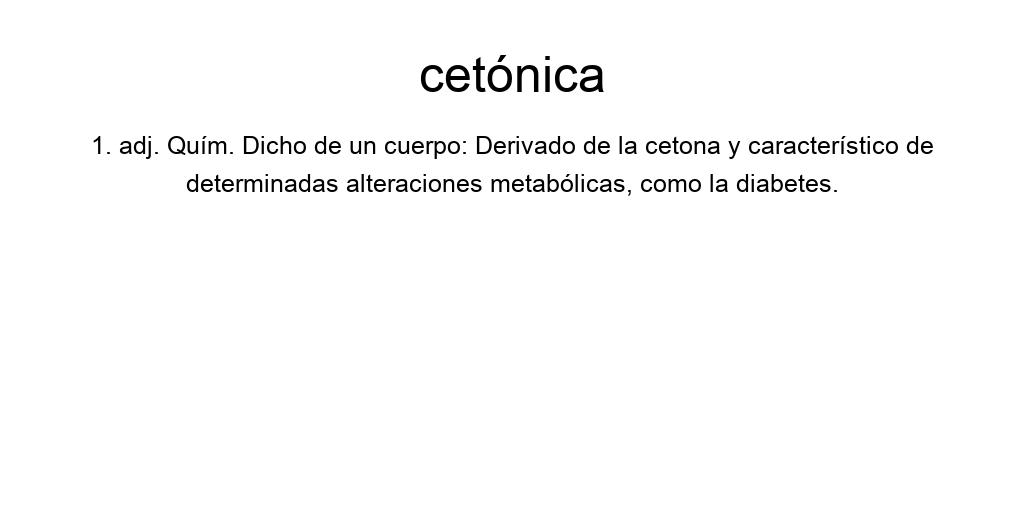 cetónica
1. adj. Quím. Dicho de un cuerpo: Derivado de la cetona y característico de
determinadas alteraciones metabólicas, como la diabetes.